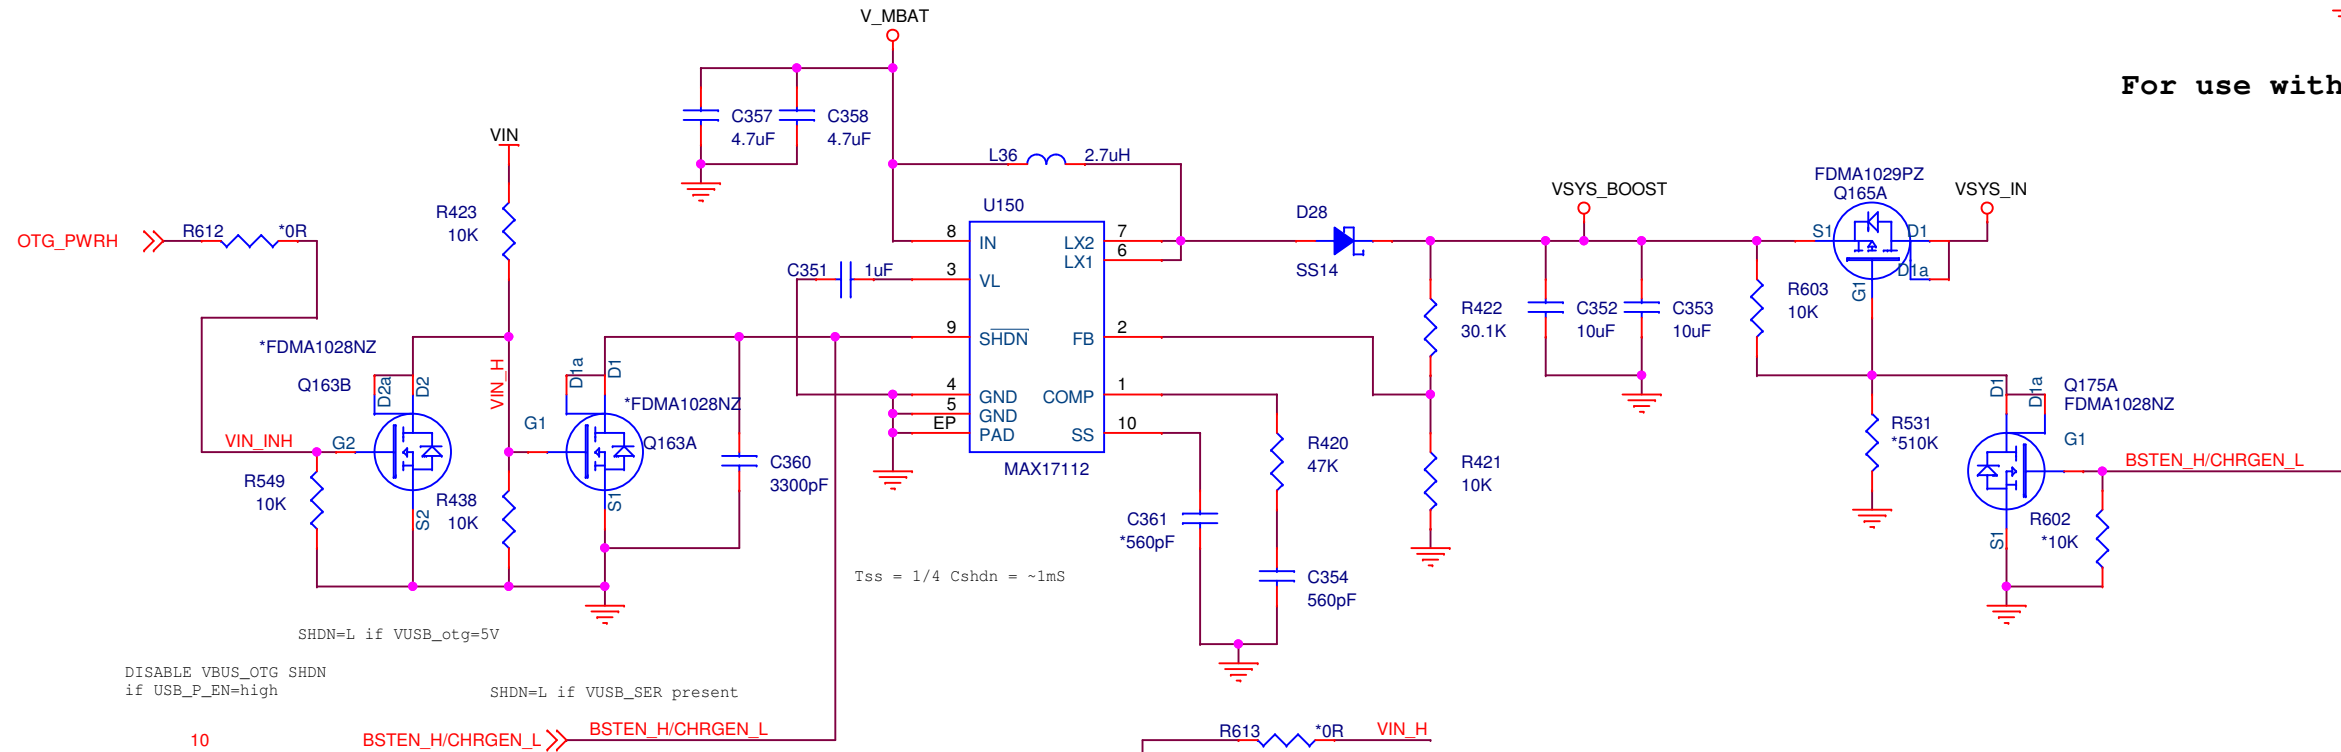 V_MBAT
For use with
C357
4.7uF
C358
4.7uF
VIN
L36
2.7uH
FDMA1029PZ
Q165A
VSYS_BOOST
VSYS_IN
U150
R423
10K
D28
SS14
OTG_PWRH
R612
*0R
8
IN
LX2
7
LX1
6
S1
D1
D1a
G1
C351
1uF
3
VL
R603
10K
R422
30.1K
C352
10uF
C353
10uF
*FDMA1028NZ
Q163B
D2a
D2
VIN_H
D1a
D1
9
SHDN
FB
2
*FDMA1028NZ
Q163A
G1
4
GND
5
GND
EP
PAD
COMP
1
SS
10
MAX17112
D1
D1a
Q175A
FDMA1028NZ
G1
VIN_INH
G2
R531
*510K
R420
47K
R421
10K
C360
3300pF
BSTEN_H/CHRGEN_L
R549
10K
S2
R438
10K
S1
C361
*560pF
S1
R602
*10K
Tss = 1/4 Cshdn = ~1mS
C354
560pF
SHDN=L if VUSB_otg=5V
DISABLE VBUS_OTG SHDN
if USB_P_EN=high
SHDN=L if VUSB_SER present
10
BSTEN_H/CHRGEN_L
BSTEN_H/CHRGEN_L
R613
*0R
VIN_H